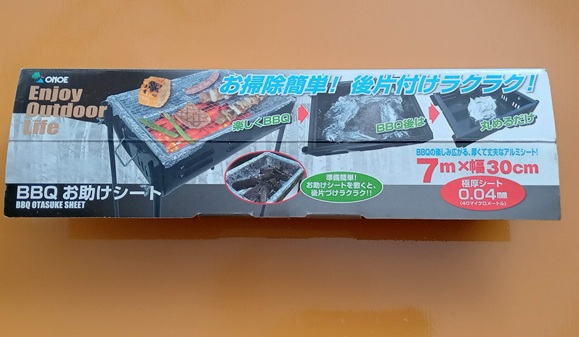 ONOE
Enjoy
Outdoor
Life
お掃除簡単! 後片付けラクラク!
楽しくBBQ
BBQ後は
丸めるだけ
BBQの楽しみ広がる、厚くて丈夫なアルミシート!
7m×幅30cm
準備簡単!
お助けシートを敷くと、
後片づけラクラク!!
極厚シート
0.04mm
(40マイクロメートル)
BBQ お助けシート
BBQ OTASUKE SHEET